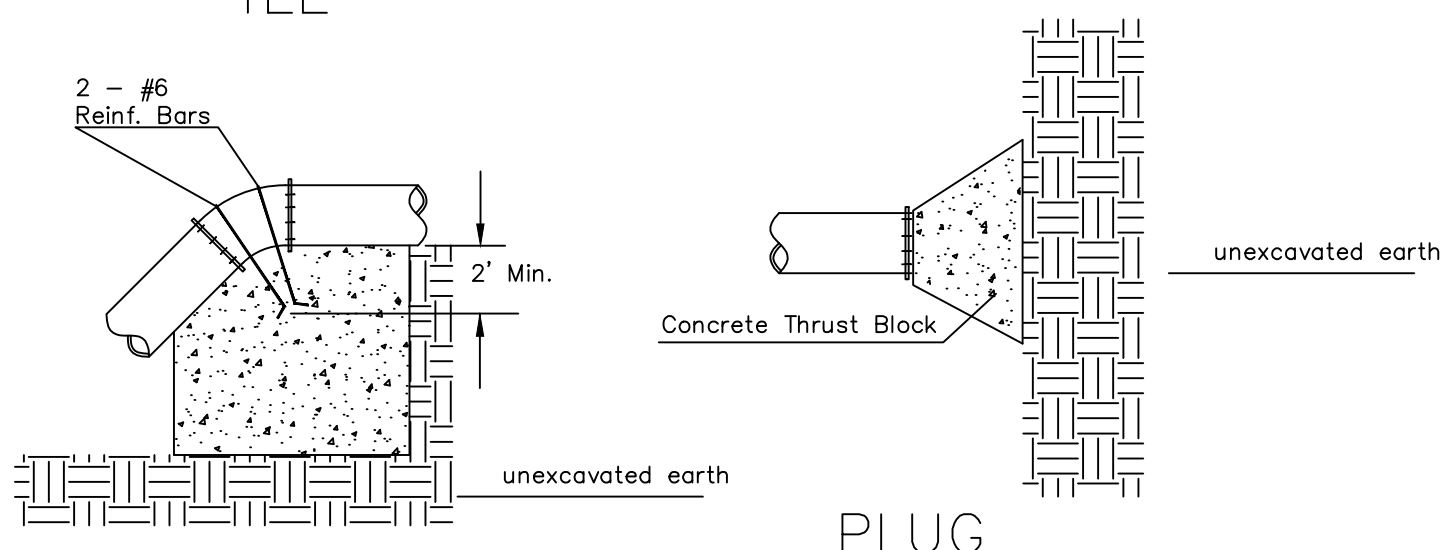 TEE
2 - #6
Reinf. Bars
2' Min.
unexcavated earth
Concrete Thrust Block
unexcavated earth
PLUG